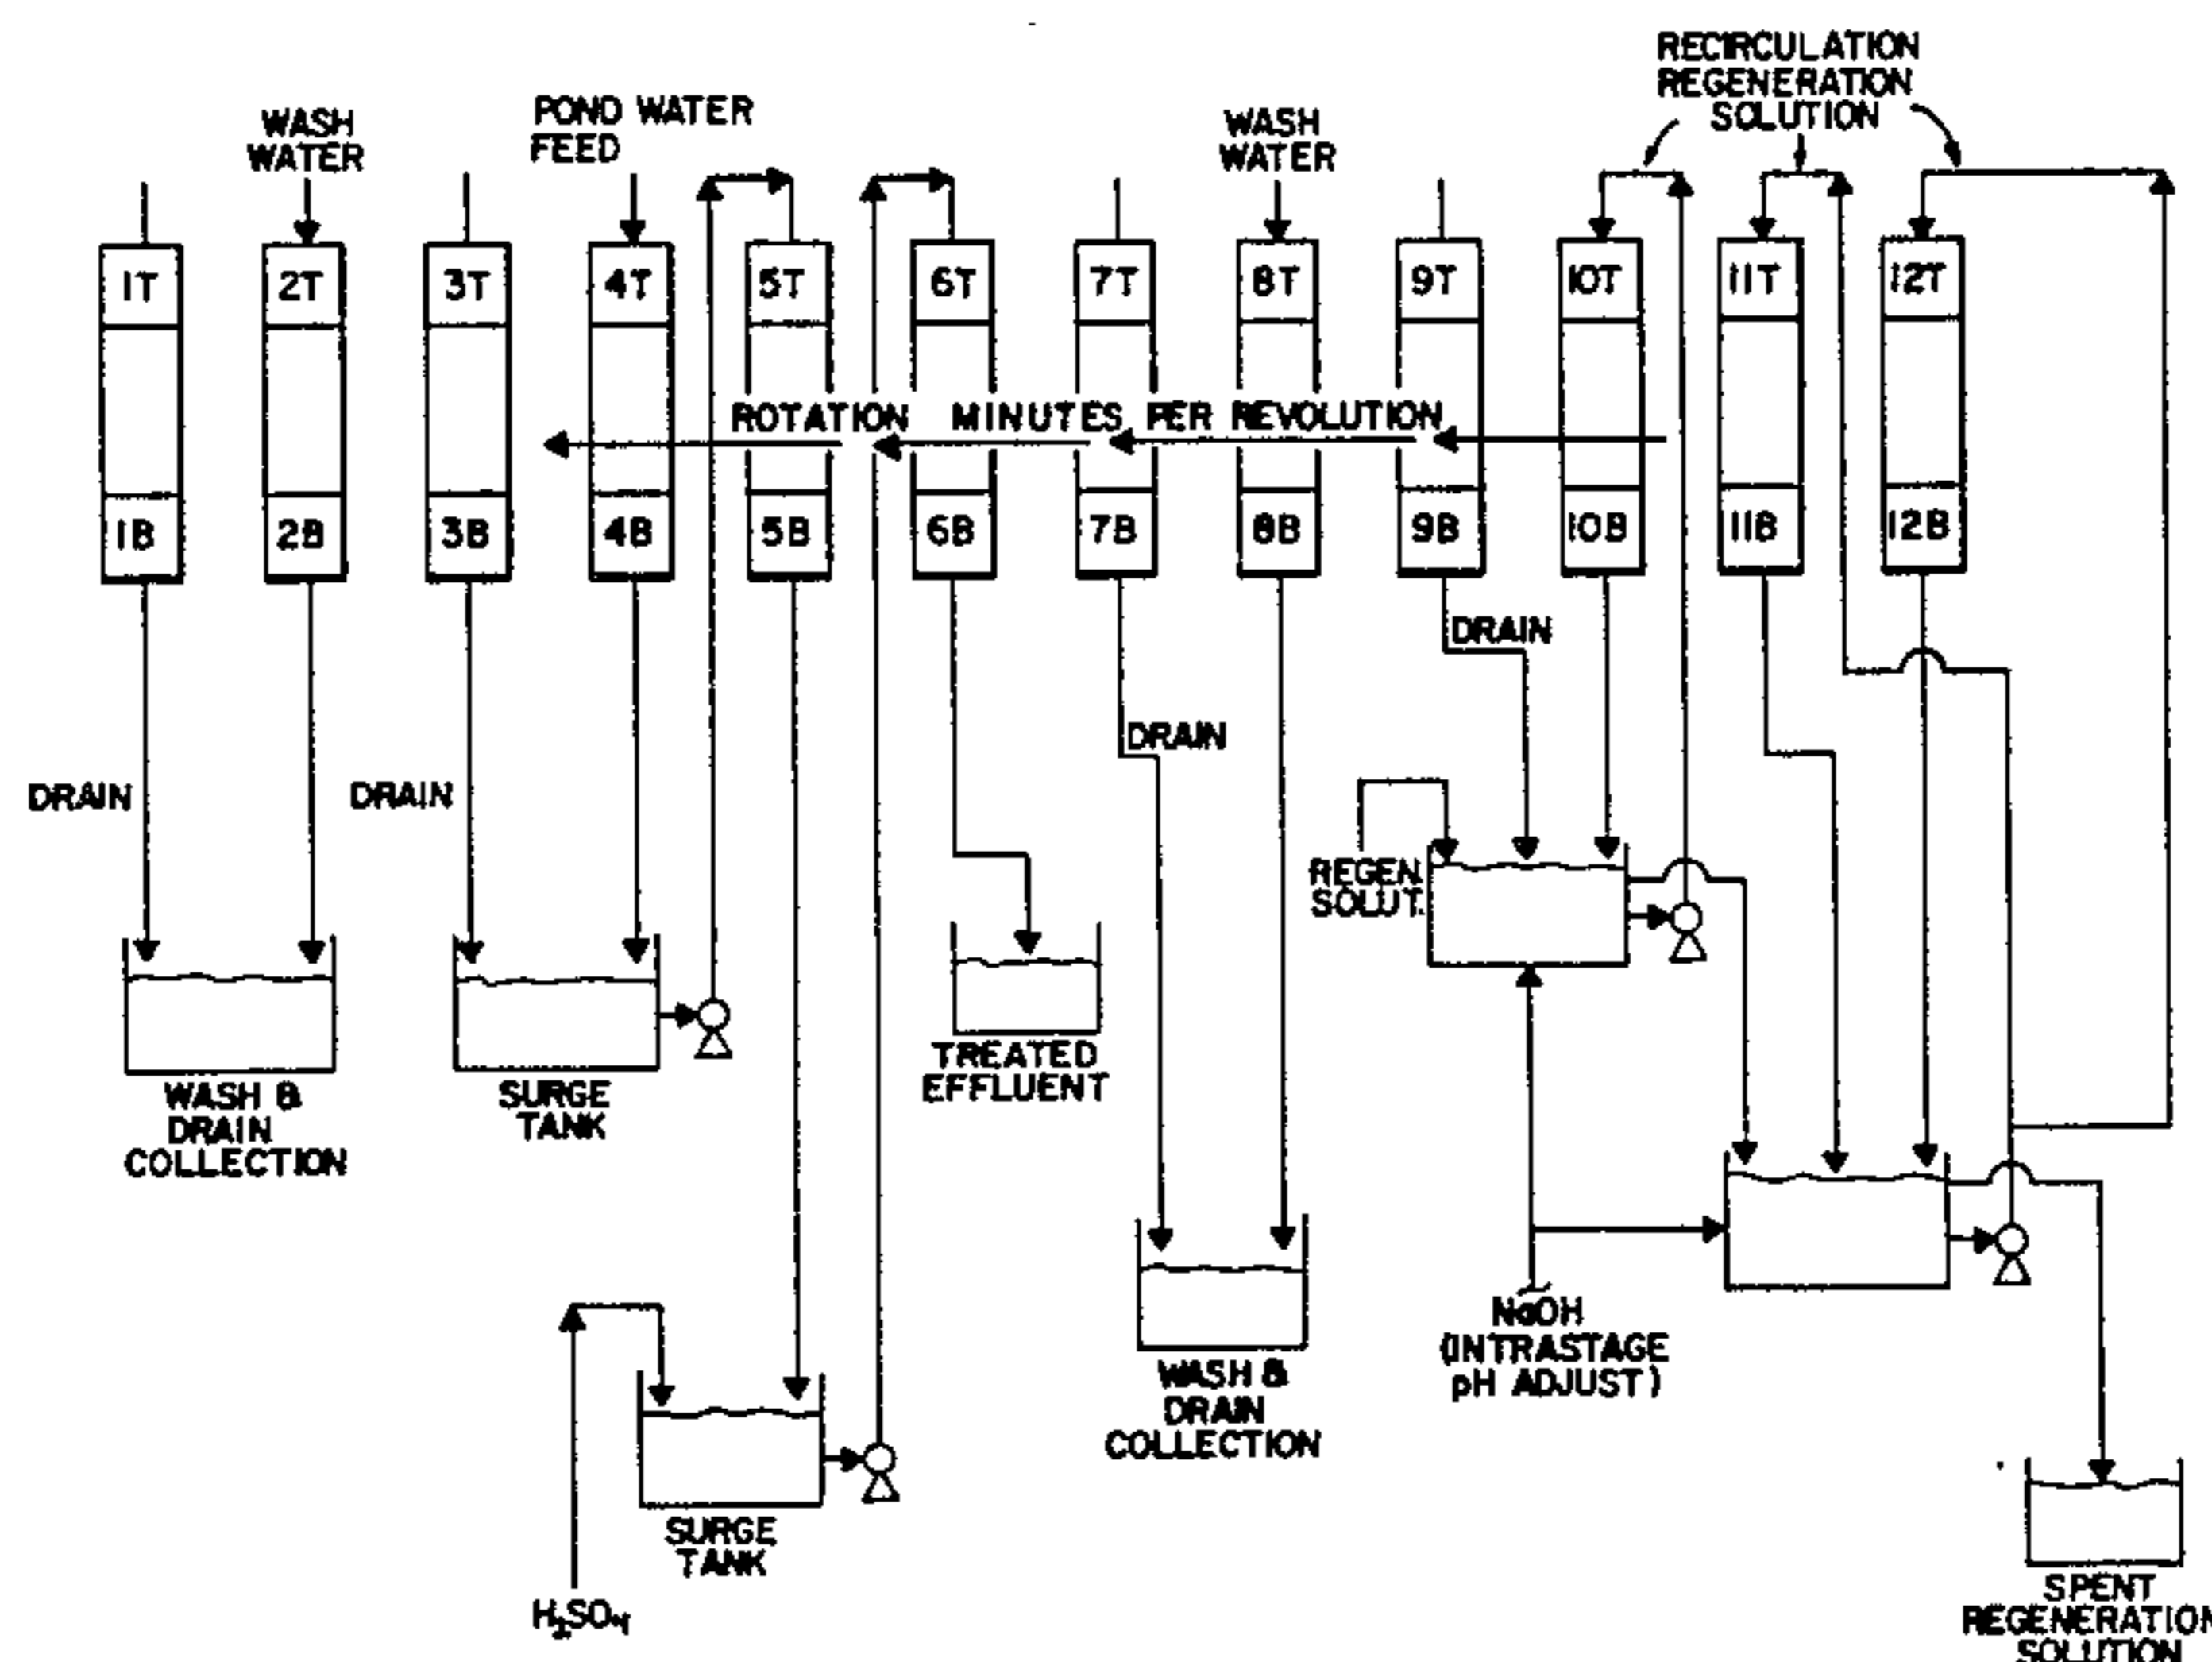 RECIRCULATION
REGENERATION
SOLUTION
WASH
WATER
POND WATER
FEED
WASH
WATER
1T
2T
3T
4T
5T
6T
7T
8T
9T
10T
11T
12T
ROTATION MINUTES PER REVOLUTION
1B
2B
3B
4B
5B
6B
7B
8B
9B
10B
11B
12B
DRAIN
DRAIN
DRAIN
DRAIN
REGEN.
SOLUT.
WASH &
DRAIN
COLLECTION
SURGE
TANK
TREATED
EFFLUENT
NaOH
(INTRASTAGE
pH ADJUST)
WASH &
DRAIN
COLLECTION
SURGE
TANK
H₂SO₄
SPENT
REGENERATION
SOLUTION